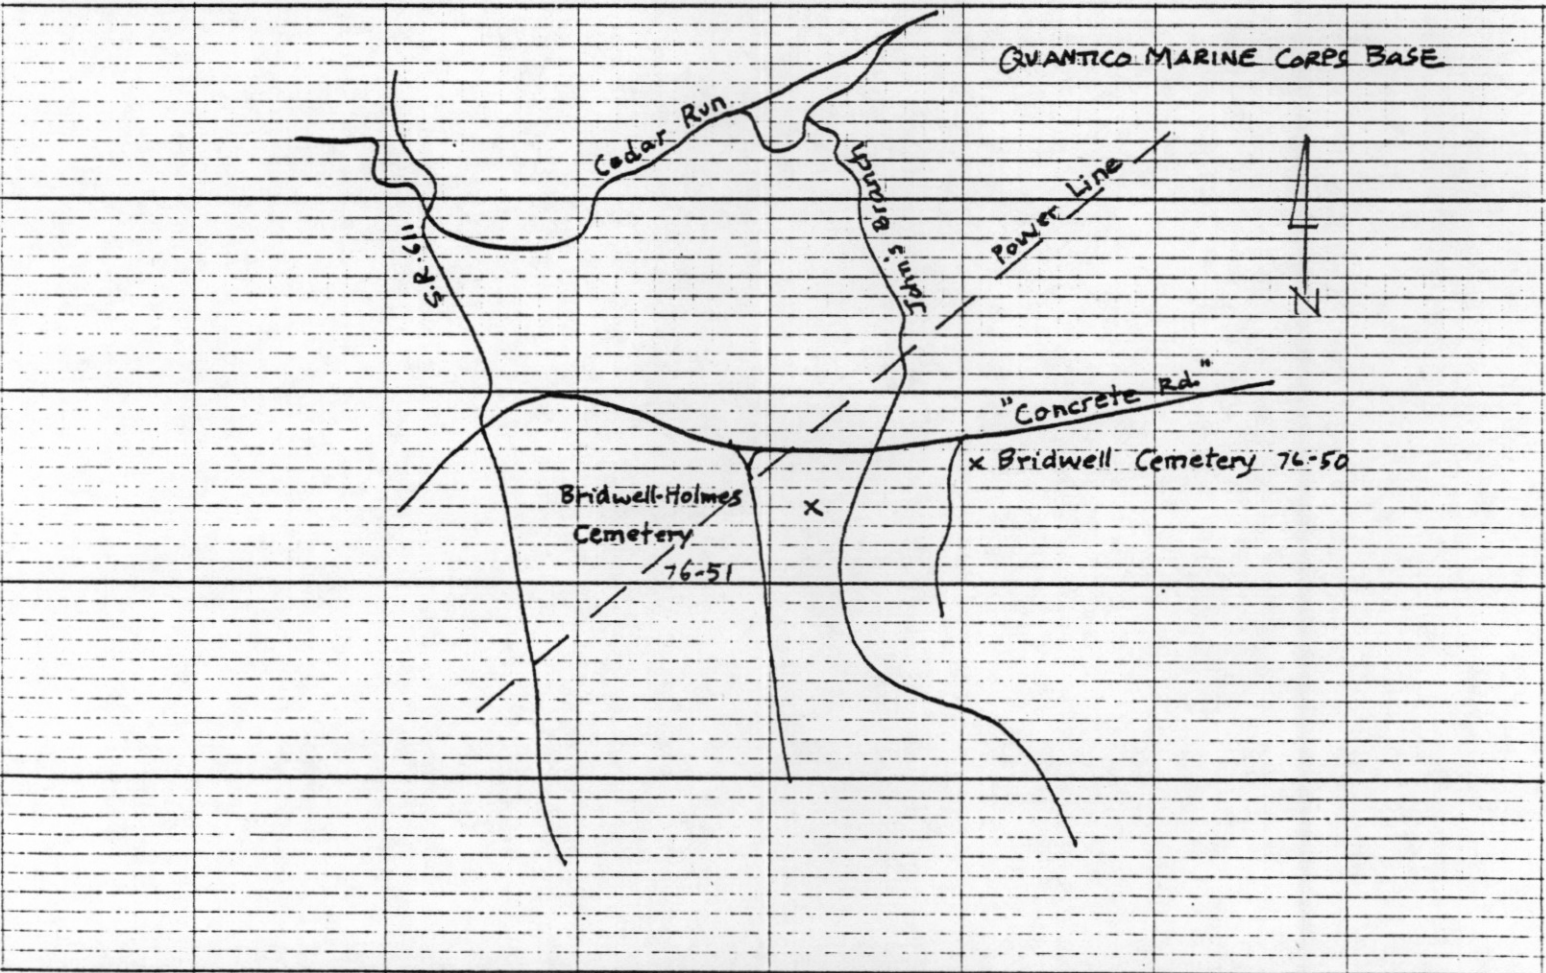 QUANTICO MARINE CORPS BASE
Cedar Run
John's Branch
Power Line
S.R. 611
N
"Concrete Rd."
x Bridwell Cemetery 76-50
Bridwell-Holmes
x
Cemetery
76-51